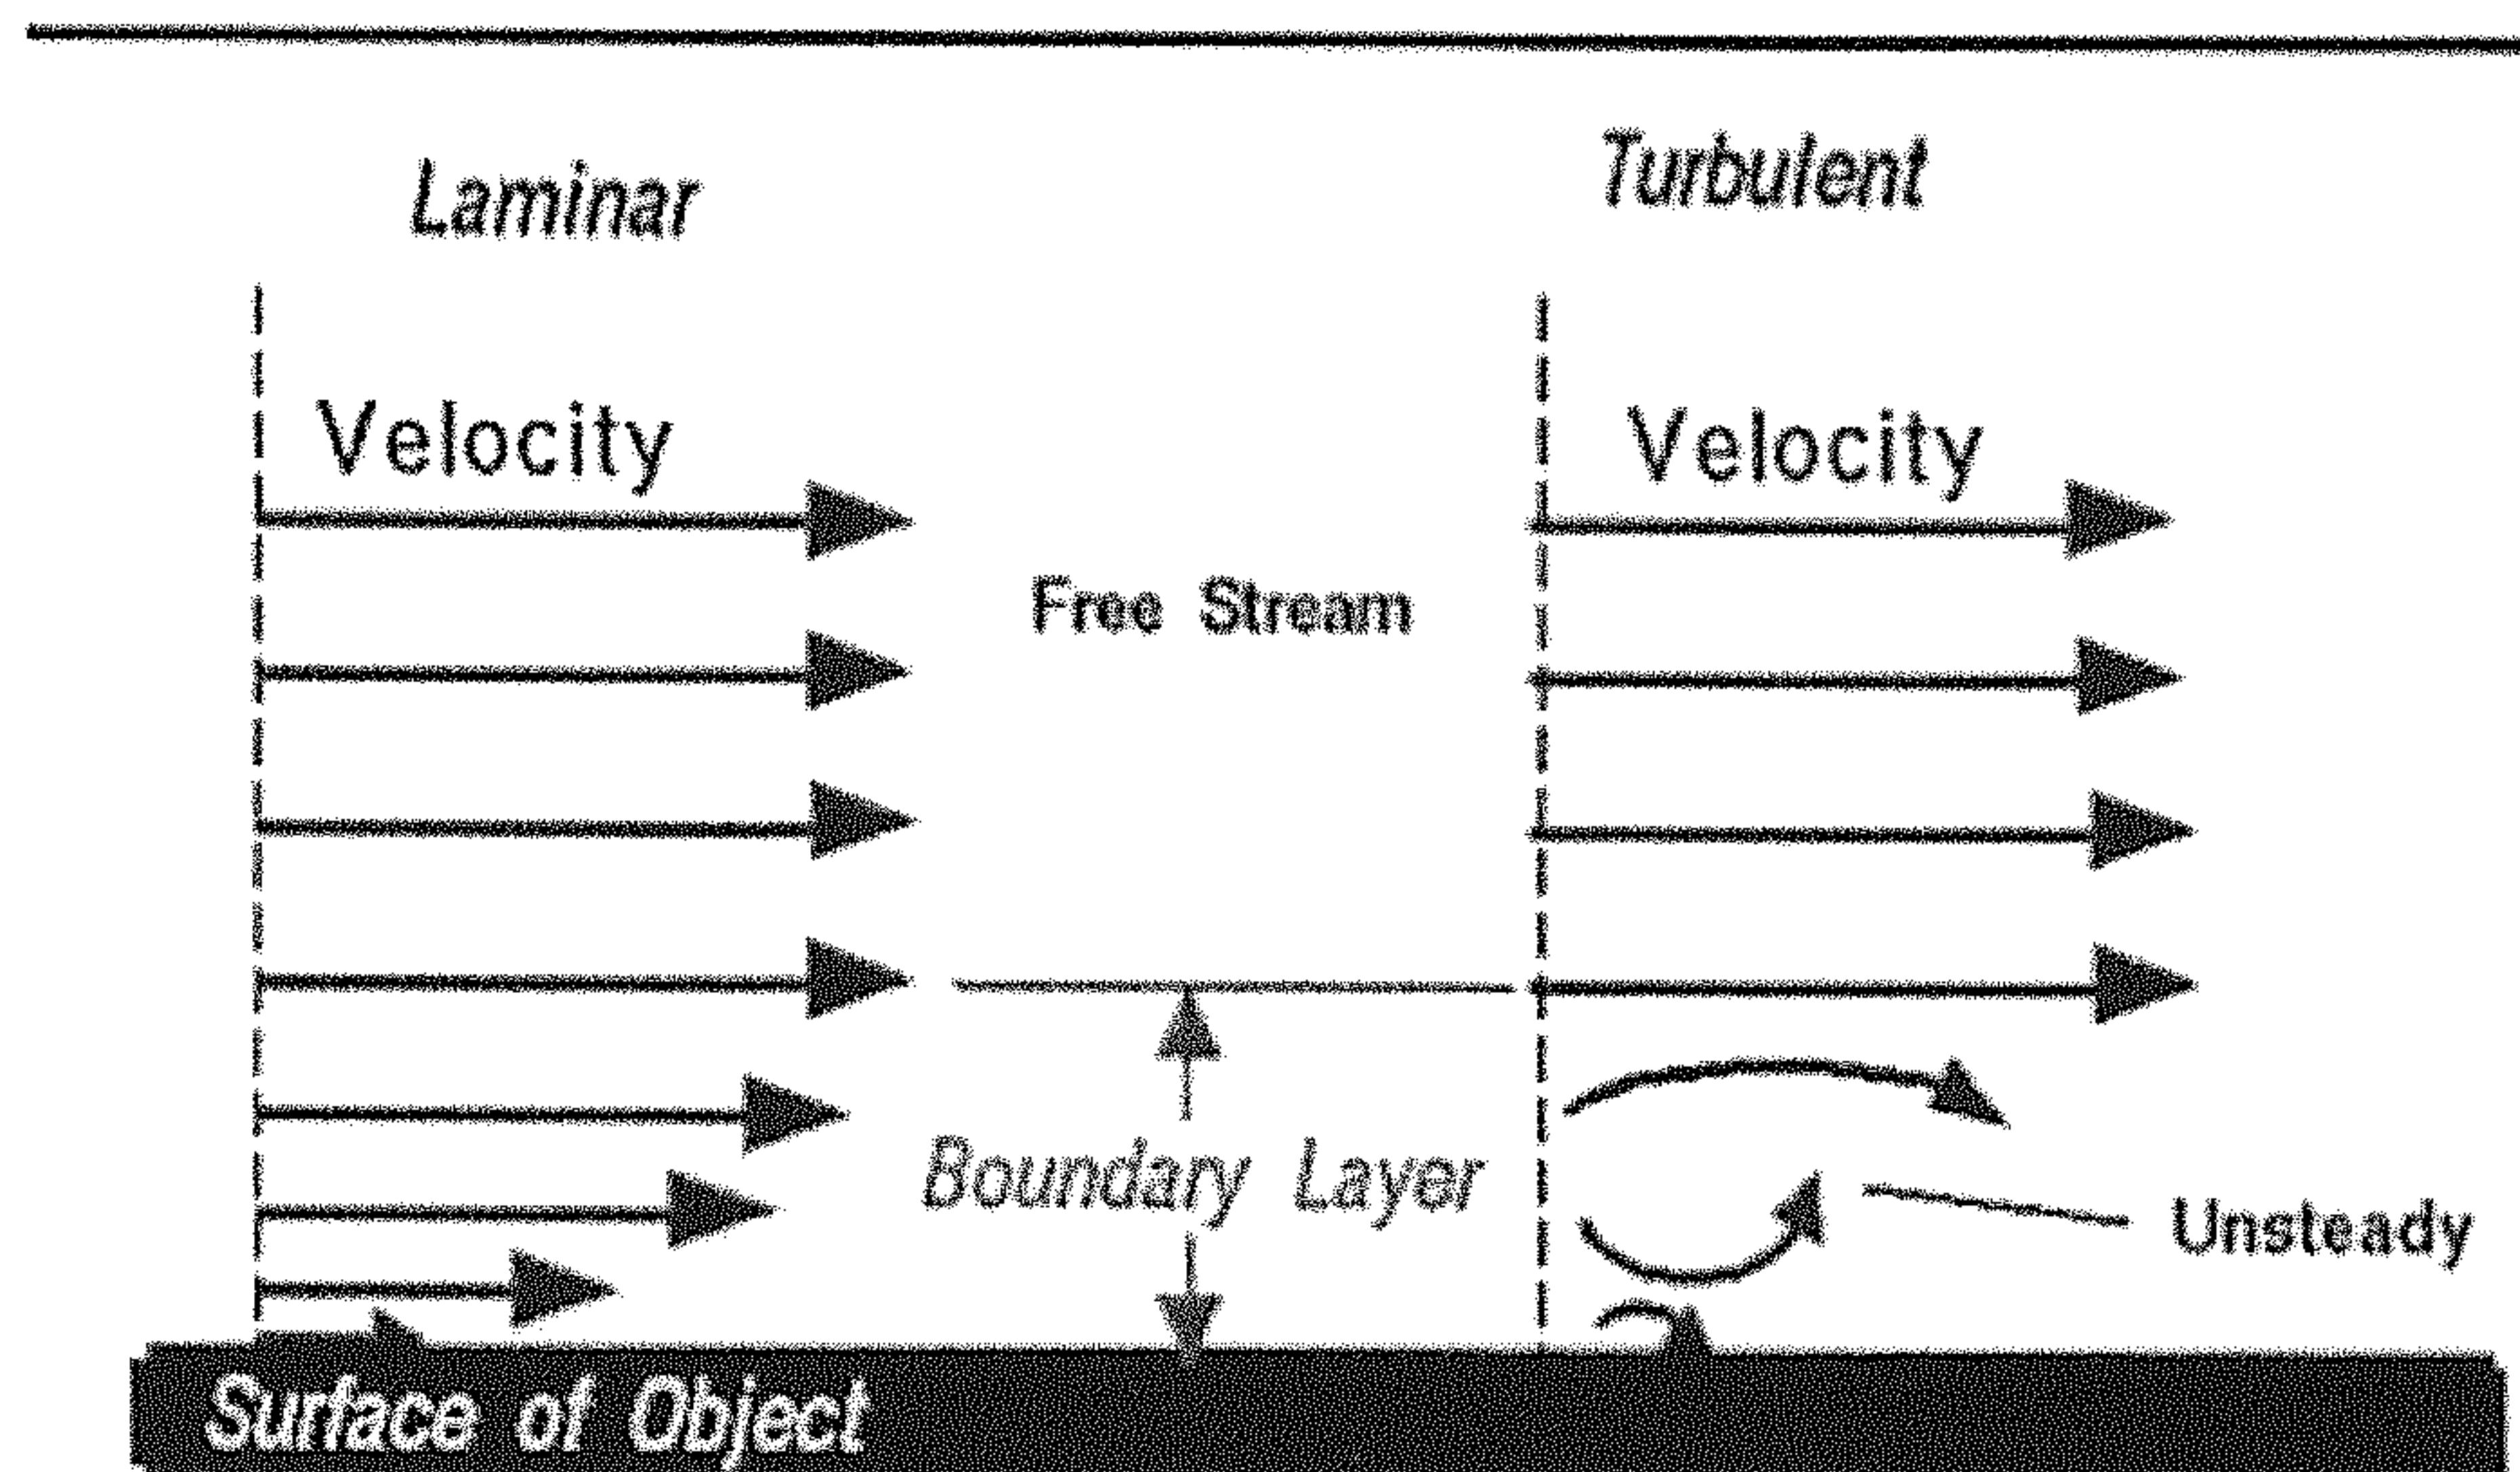 Laminar
Turbulent
Velocity
Velocity
Free Stream
Boundary Layer
Unsteady
Surface of Object